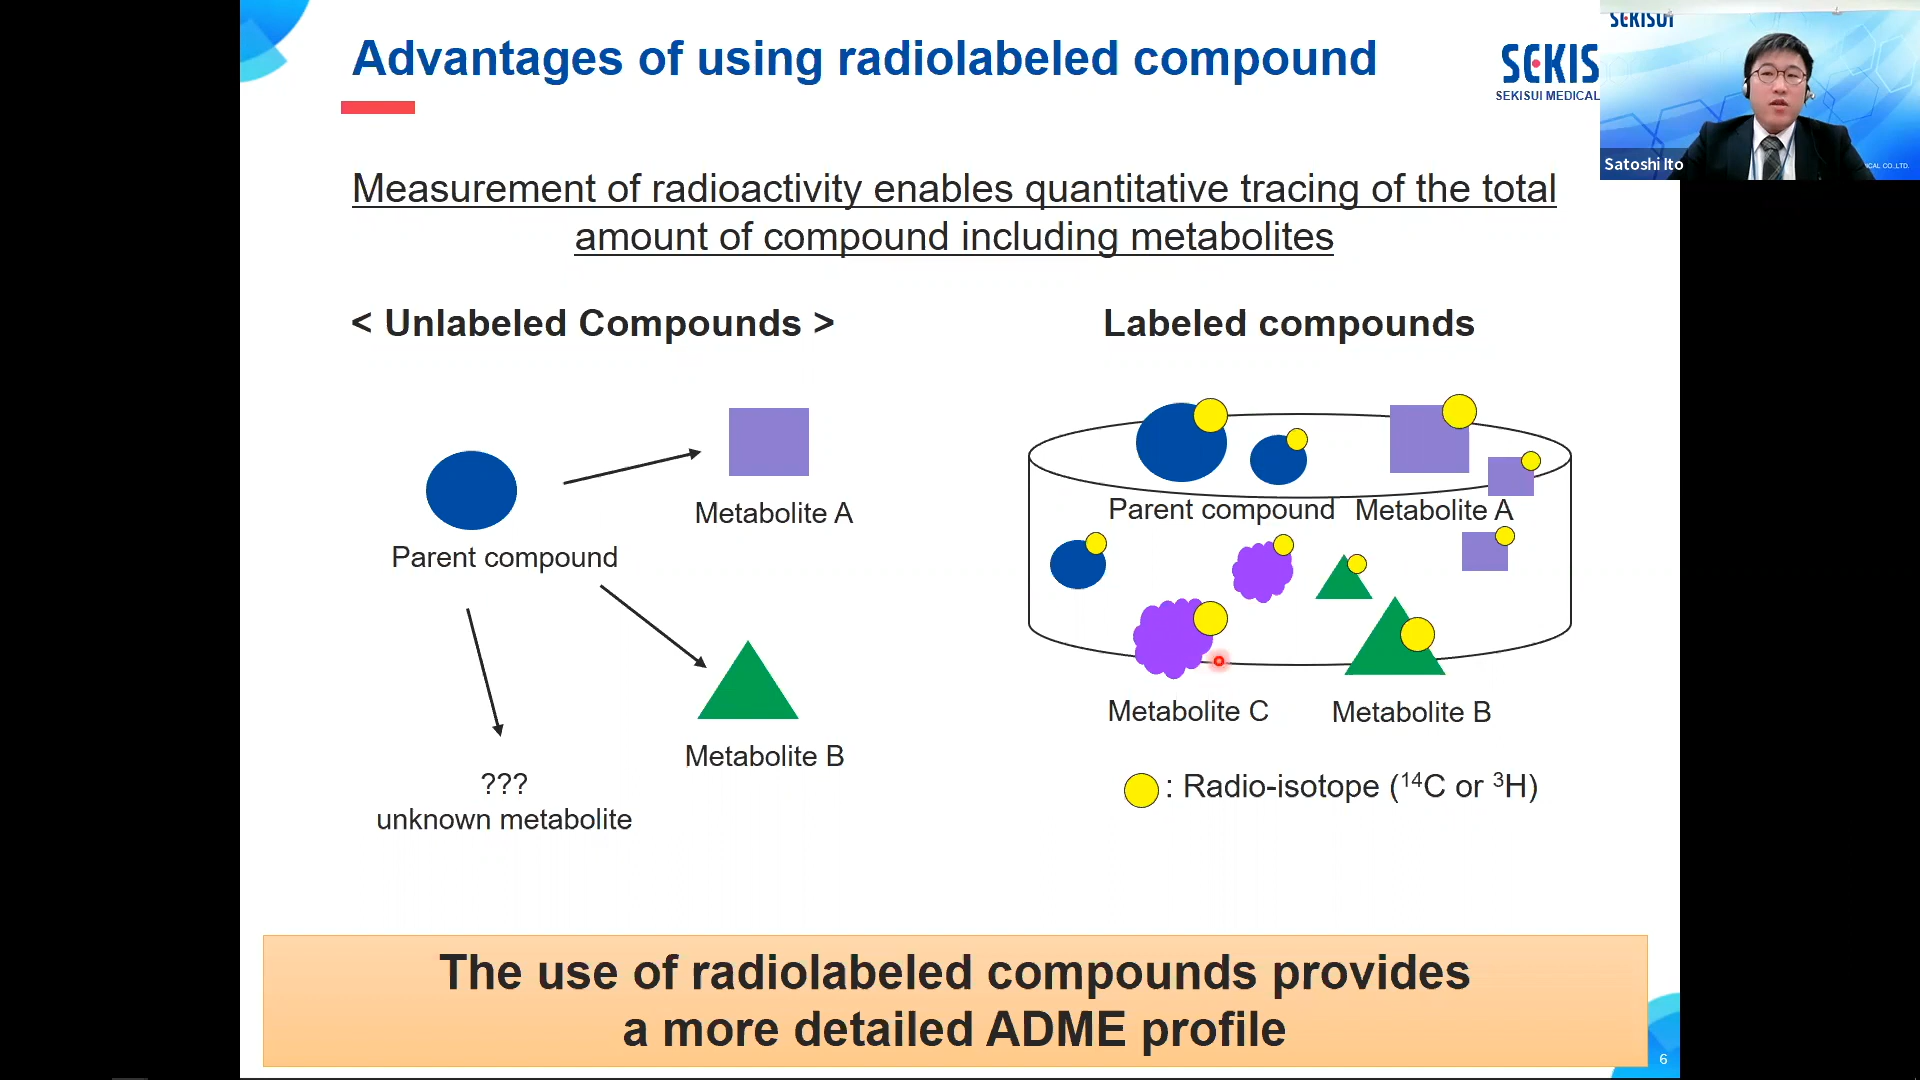 Advantages of using radiolabeled compound
SEKIS
SEKISUI MEDICAL
SEKISUI
Satoshi Ito
CO.,LTD.
Measurement of radioactivity enables quantitative tracing of the total
amount of compound including metabolites
< Unlabeled Compounds >
Labeled compounds
Metabolite A
Parent compound
Metabolite B
???
unknown metabolite
Parent compound
Metabolite A
Metabolite C
Metabolite B
: Radio-isotope (¹⁴C or ³H)
The use of radiolabeled compounds provides
a more detailed ADME profile
6